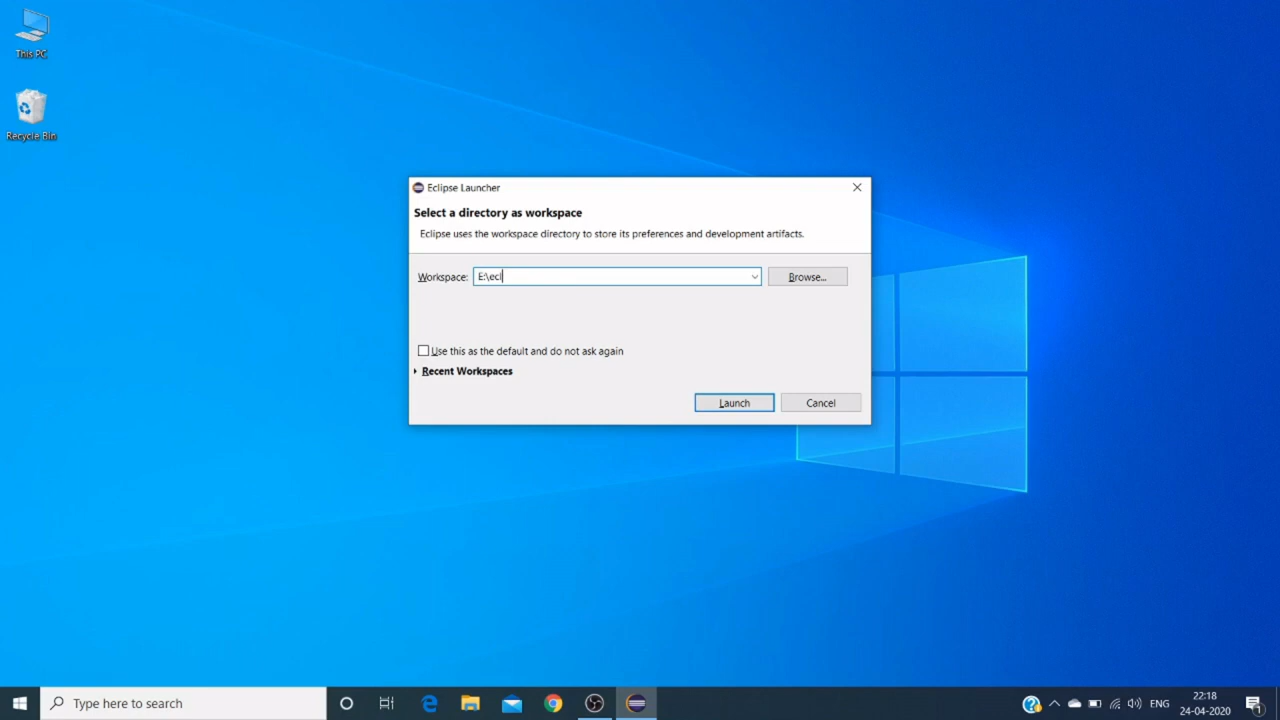 This PC
Recycle Bin
Eclipse Launcher
Select a directory as workspace
Eclipse uses the workspace directory to store its preferences and development artifacts.
Workspace: E:\ecl Browse...
Use this as the default and do not ask again
Recent Workspaces
Launch Cancel
Type here to search
ENG
22:18
24-04-2020
1